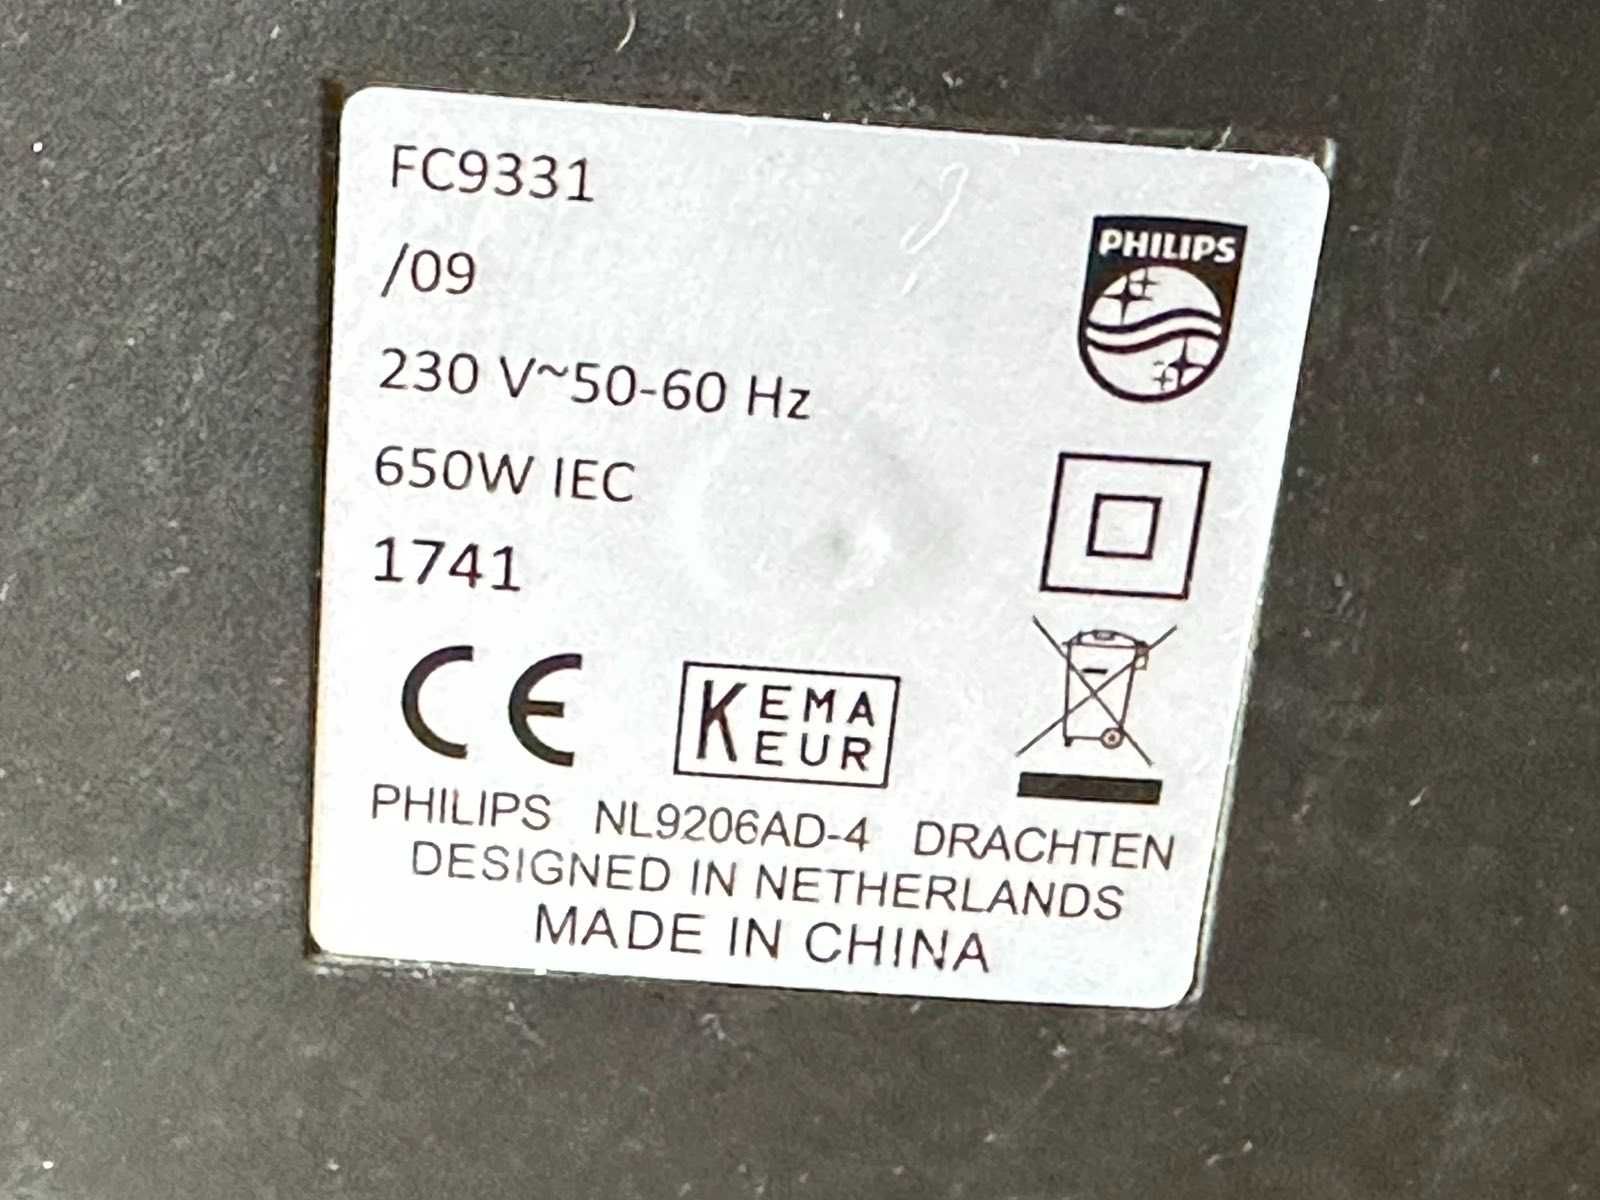 FC9331
/09
PHILIPS
230 V~50-60 Hz
650W IEC
1741
CE
KEMA
EUR
PHILIPS NL9206AD-4 DRACHTEN
DESIGNED IN NETHERLANDS
MADE IN CHINA